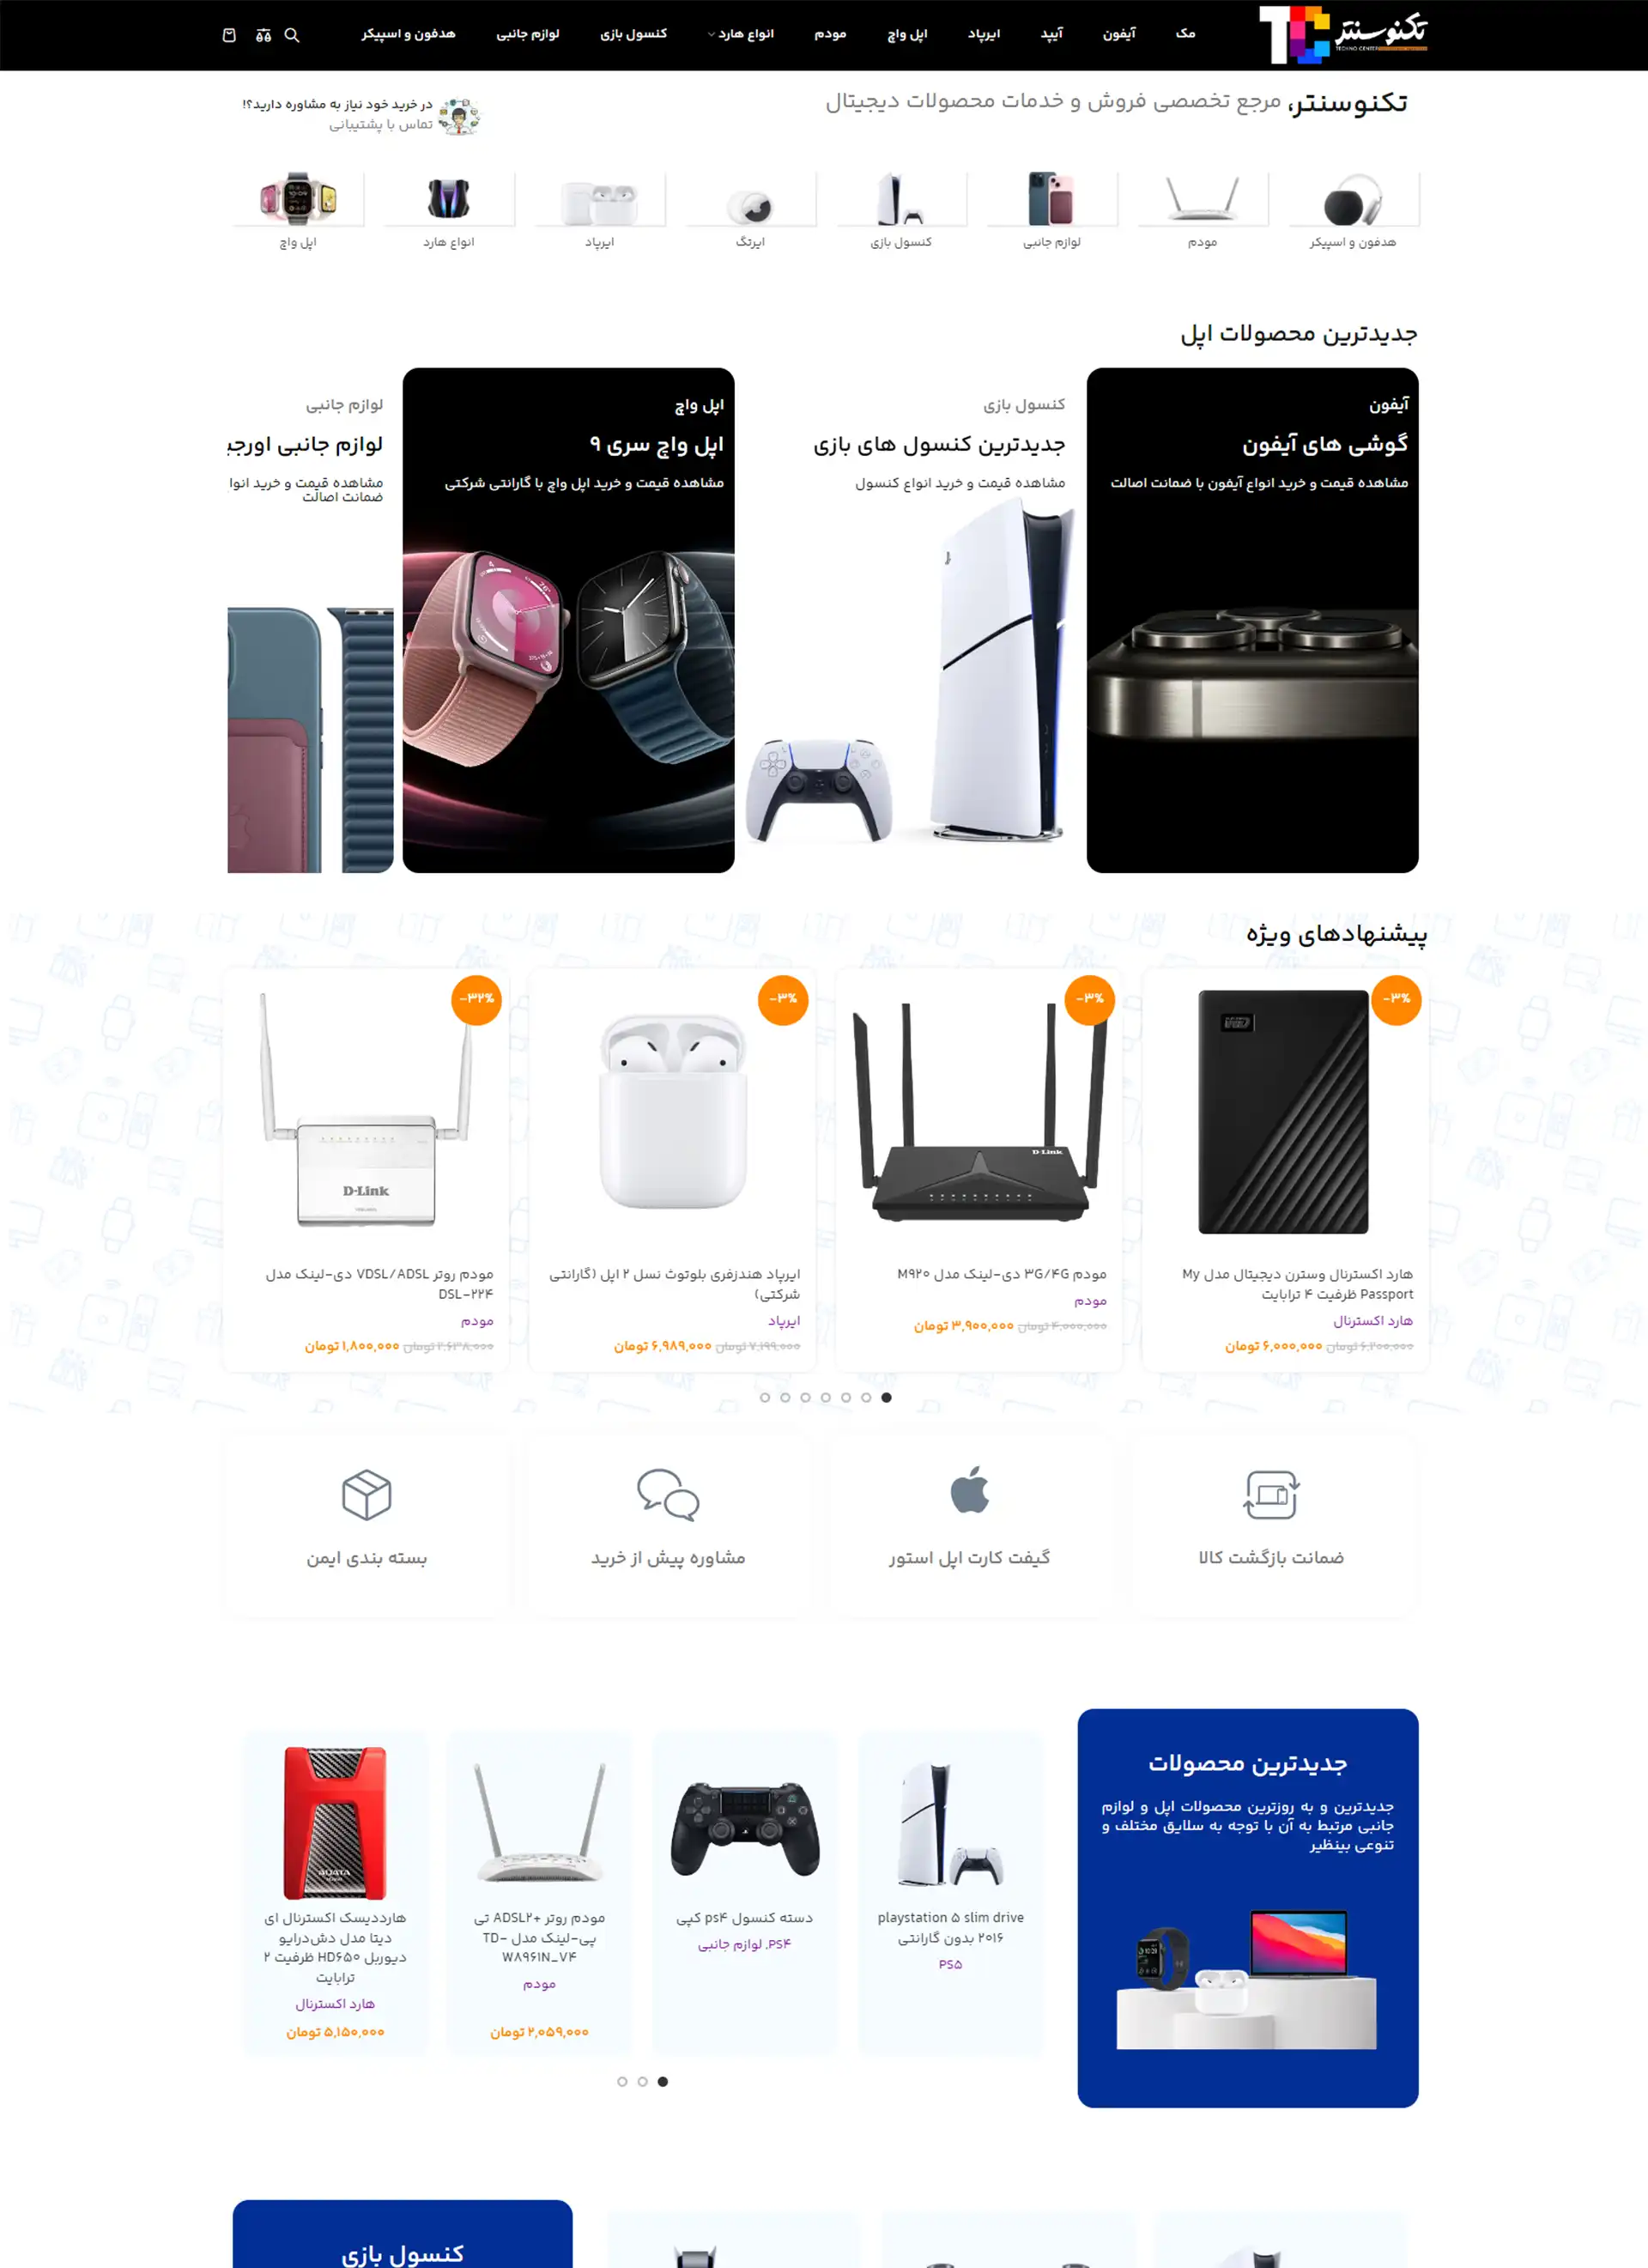 تکنوسنتر
TECHNO CENTER
مک
آیفون
آیپد
ایرپاد
اپل واچ
مودم
انواع هارد
کنسول بازی
لوازم جانبی
هدفون و اسپیکر
تکنوسنتر، مرجع تخصصی فروش و خدمات محصولات دیجیتال
در خرید خود نیاز به مشاوره دارید؟!
تماس با پشتیبانی
هدفون و اسپیکر
مودم
لوازم جانبی
کنسول بازی
ایرتگ
ایرپاد
انواع هارد
اپل واچ
جدیدترین محصولات اپل
آیفون
گوشی های آیفون
مشاهده قیمت و خرید انواع آیفون با ضمانت اصالت
کنسول بازی
جدیدترین کنسول های بازی
مشاهده قیمت و خرید انواع کنسول
اپل واچ
اپل واچ سری ۹
مشاهده قیمت و خرید اپل واچ با گارانتی شرکتی
لوازم جانبی
لوازم جانبی اورجی
مشاهده قیمت و خرید انوا
ضمانت اصالت
پیشنهادهای ویژه
-۳%
هارد اکسترنال وسترن دیجیتال مدل My
Passport ظرفیت ۴ ترابایت
هارد اکسترنال
۶,۲۰۰,۰۰۰ تومان ۶,۰۰۰,۰۰۰ تومان
-۳%
D-Link
مودم ۳G/۴G دی-لینک مدل M۹۲۰
مودم
۴,۰۰۰,۰۰۰ تومان ۳,۹۰۰,۰۰۰ تومان
-۳%
ایرپاد هندزفری بلوتوث نسل ۲ اپل (گارانتی
شرکتی)
ایرپاد
۷,۱۹۹,۰۰۰ تومان ۶,۹۸۹,۰۰۰ تومان
-۳۲%
D-Link
مودم روتر VDSL/ADSL دی-لینک مدل
DSL-۲۲۴
مودم
۲,۶۳۸,۰۰۰ تومان ۱,۸۰۰,۰۰۰ تومان
ضمانت بازگشت کالا
گیفت کارت اپل استور
مشاوره پیش از خرید
بسته بندی ایمن
جدیدترین محصولات
جدیدترین و به روزترین محصولات اپل و لوازم
جانبی مرتبط به آن با توجه به سلایق مختلف و
تنوعی بینظیر
playstation ۵ slim drive
۲۰۱۶ بدون گارانتی
PS۵
دسته کنسول ps۴ کپی
PS۴, لوازم جانبی
مودم روتر +ADSL۲ تی
پی-لینک مدل TD-
W۸۹۶۱N_V۴
مودم
۲,۰۵۹,۰۰۰ تومان
ADATA
هارددیسک اکسترنال ای
دیتا مدل دش‌درایو
دیوربل HD۶۵۰ ظرفیت ۲
ترابایت
هارد اکسترنال
۵,۱۵۰,۰۰۰ تومان
کنسول بازی